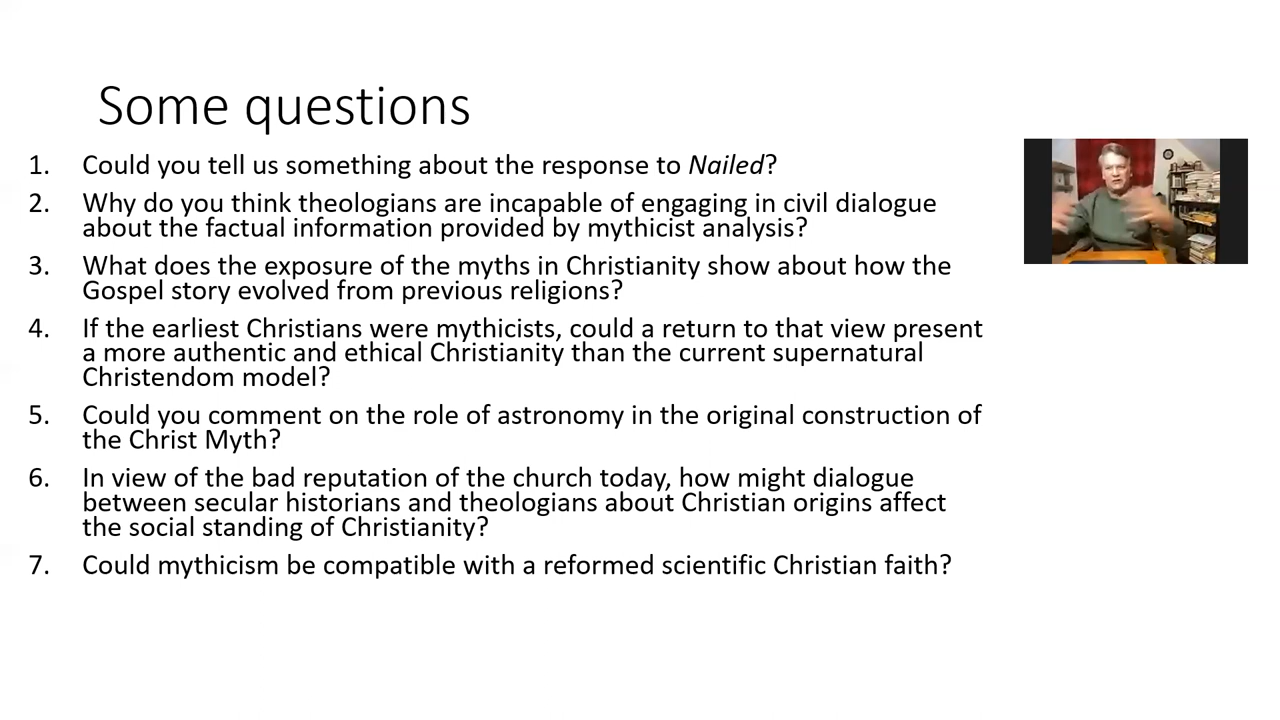 Some questions
1. Could you tell us something about the response to Nailed?
2. Why do you think theologians are incapable of engaging in civil dialogue
about the factual information provided by mythicist analysis?
3. What does the exposure of the myths in Christianity show about how the
Gospel story evolved from previous religions?
4. If the earliest Christians were mythicists, could a return to that view present
a more authentic and ethical Christianity than the current supernatural
Christendom model?
5. Could you comment on the role of astronomy in the original construction of
the Christ Myth?
6. In view of the bad reputation of the church today, how might dialogue
between secular historians and theologians about Christian origins affect
the social standing of Christianity?
7. Could mythicism be compatible with a reformed scientific Christian faith?